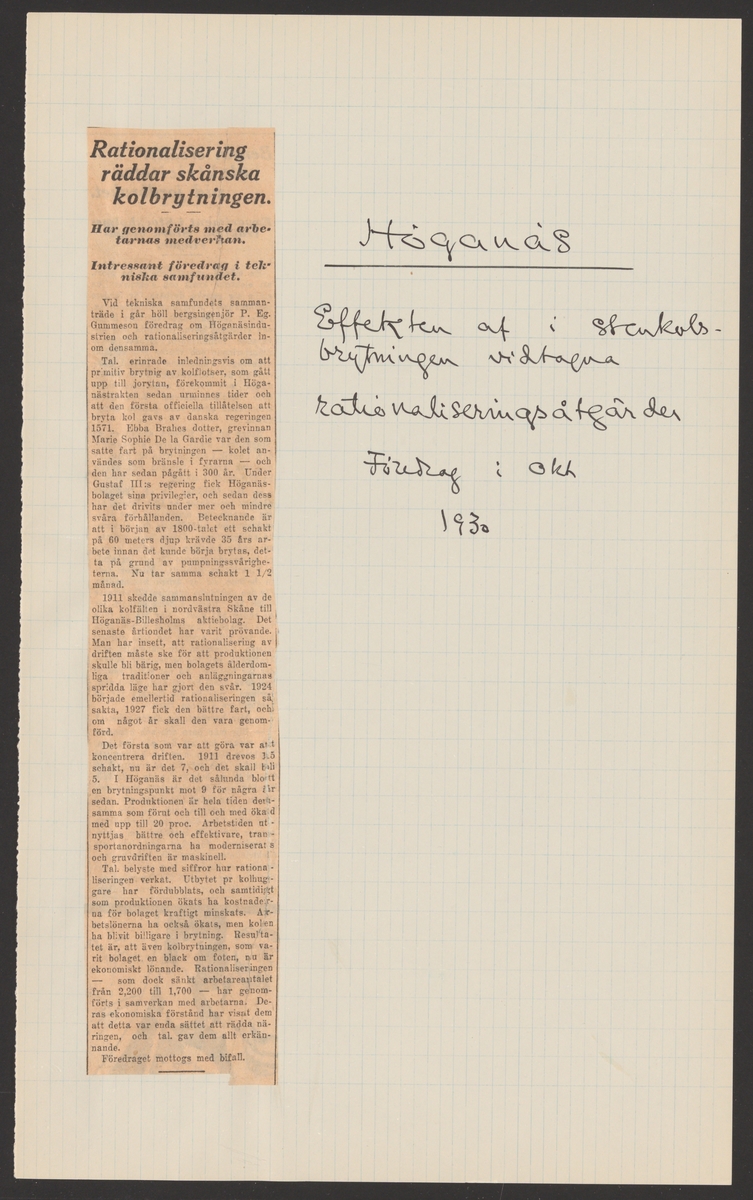 Rationalisering
räddar skånska
kolbrytningen.
Har genomförts med arbe-
tarnas medverkan.
Intressant föredrag i tek-
niska samfundet.
Vid tekniska samfundets samman-
träde i går höll bergsingenjör P. Eg.
Gummeson föredrag om Höganäsindu-
strien och rationaliseringsåtgärder in-
om densamma.
Tal. erinrade inledningsvis om att
primitiv brytnig av kolflotser, som gått
upp till jorytan, förekommit i Höga-
nästrakten sedan urminnes tider och
att den första officiella tillåtelsen att
bryta kol gavs av danska regeringen
1571. Ebba Brahes dotter, grevinnan
Marie Sophie De la Gardie var den som
satte fart på brytningen — kolet an-
vändes som bränsle i fyrarna — och
den har sedan pågått i 300 år. Under
Gustaf III:s regering fick Höganäs-
bolaget sina privilegier, och sedan dess
har det drivits under mer och mindre
svåra förhållanden. Betecknande är
att i början av 1800-talet ett schakt
på 60 meters djup krävde 35 års ar-
bete innan det kunde börja brytas, det-
ta på grund av pumpningssvårighe-
terna. Nu tar samma schakt 1 1/2
månad.
1911 skedde sammanslutningen av de
olika kolfälten i nordvästra Skåne till
Höganäs-Billesholms aktiebolag. Det
senaste årtiondet har varit prövande.
Man har insett, att rationalisering av
driften måste ske för att produktionen
skulle bli bärig, men bolagets ålderdom-
liga traditioner och anläggningarnas
spridda läge har gjort den svår. 1924
började emellertid rationaliseringen så
sakta, 1927 fick den bättre fart, och
om något år skall den vara genom-
förd.
Det första som var att göra var att
koncentrera driften. 1911 drevos 15
schakt, nu är det 7, och det skall bli
5. I Höganäs är det sålunda blott
en brytningspunkt mot 9 för några år
sedan. Produktionen är hela tiden den-
samma som förut och till och med ökad
med upp till 20 proc. Arbetstiden ut-
nyttjas bättre och effektivare, tran-
sportanordningarna ha moderniserats
och gruvdriften är maskinell.
Tal. belyste med siffror hur rationa-
liseringen verkat. Utbytet pr kolhug-
gare har fördubblats, och samtidigt
som produktionen ökats ha kostnader-
na för bolaget kraftigt minskats. Ar-
betslönerna ha också ökats, men kolen
ha blivit billigare i brytning. Resulta-
tet är, att även kolbrytningen, som va-
rit bolaget en black om foten, nu är
ekonomiskt lönande. Rationaliseringen
— som dock sänkt arbetareantalet
från 2,200 till 1,700 — har genom-
förts i samverkan med arbetarna. De-
ras ekonomiska förstånd har visat dem
att detta var enda sättet att rädda nä-
ringen, och tal. gav dem allt erkän-
nande.
Föredraget mottogs med bifall.
Höganäs
Effekten af i stenkols-
brytningen vidtagna
rationaliseringsåtgärder
Föredrag i okt
1930